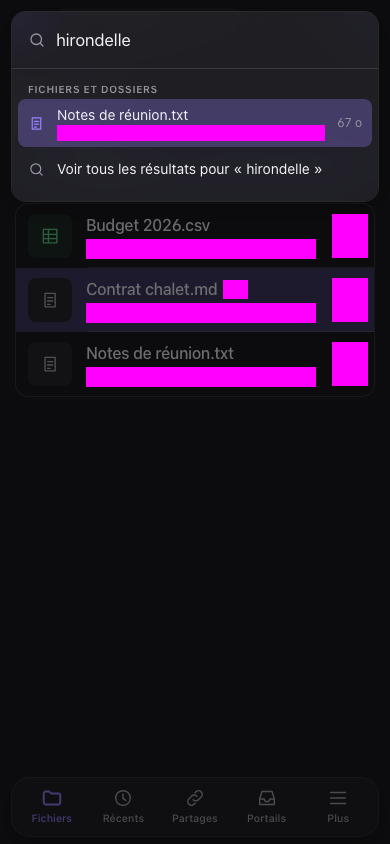 hirondelle
FICHIERS ET DOSSIERS
Notes de réunion.txt
67 o
Voir tous les résultats pour « hirondelle »
Budget 2026.csv
Contrat chalet.md
Notes de réunion.txt
Fichiers
Récents
Partages
Portails
Plus